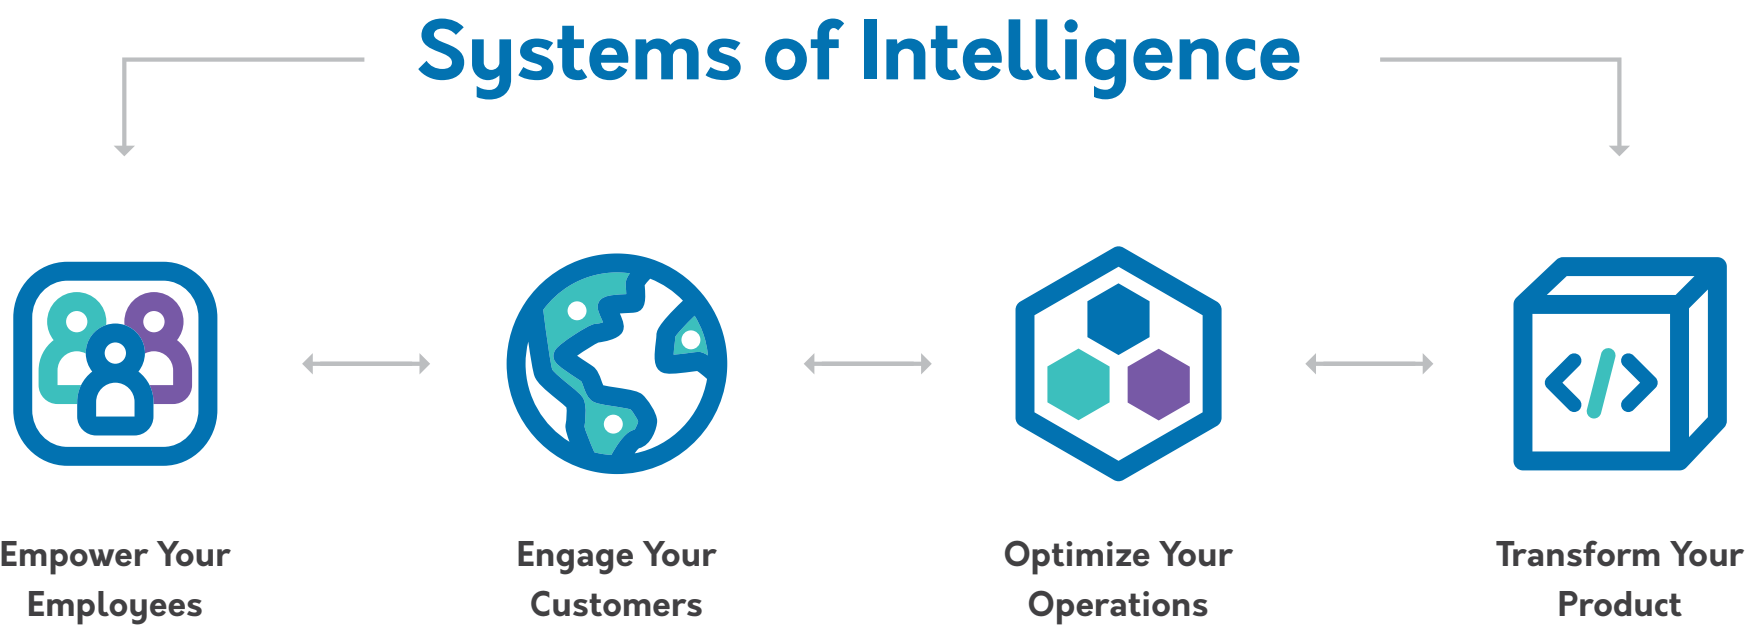 Systems of Intelligence
</>
Empower Your
Employees
Engage Your
Customers
Optimize Your
Operations
Transform Your
Product